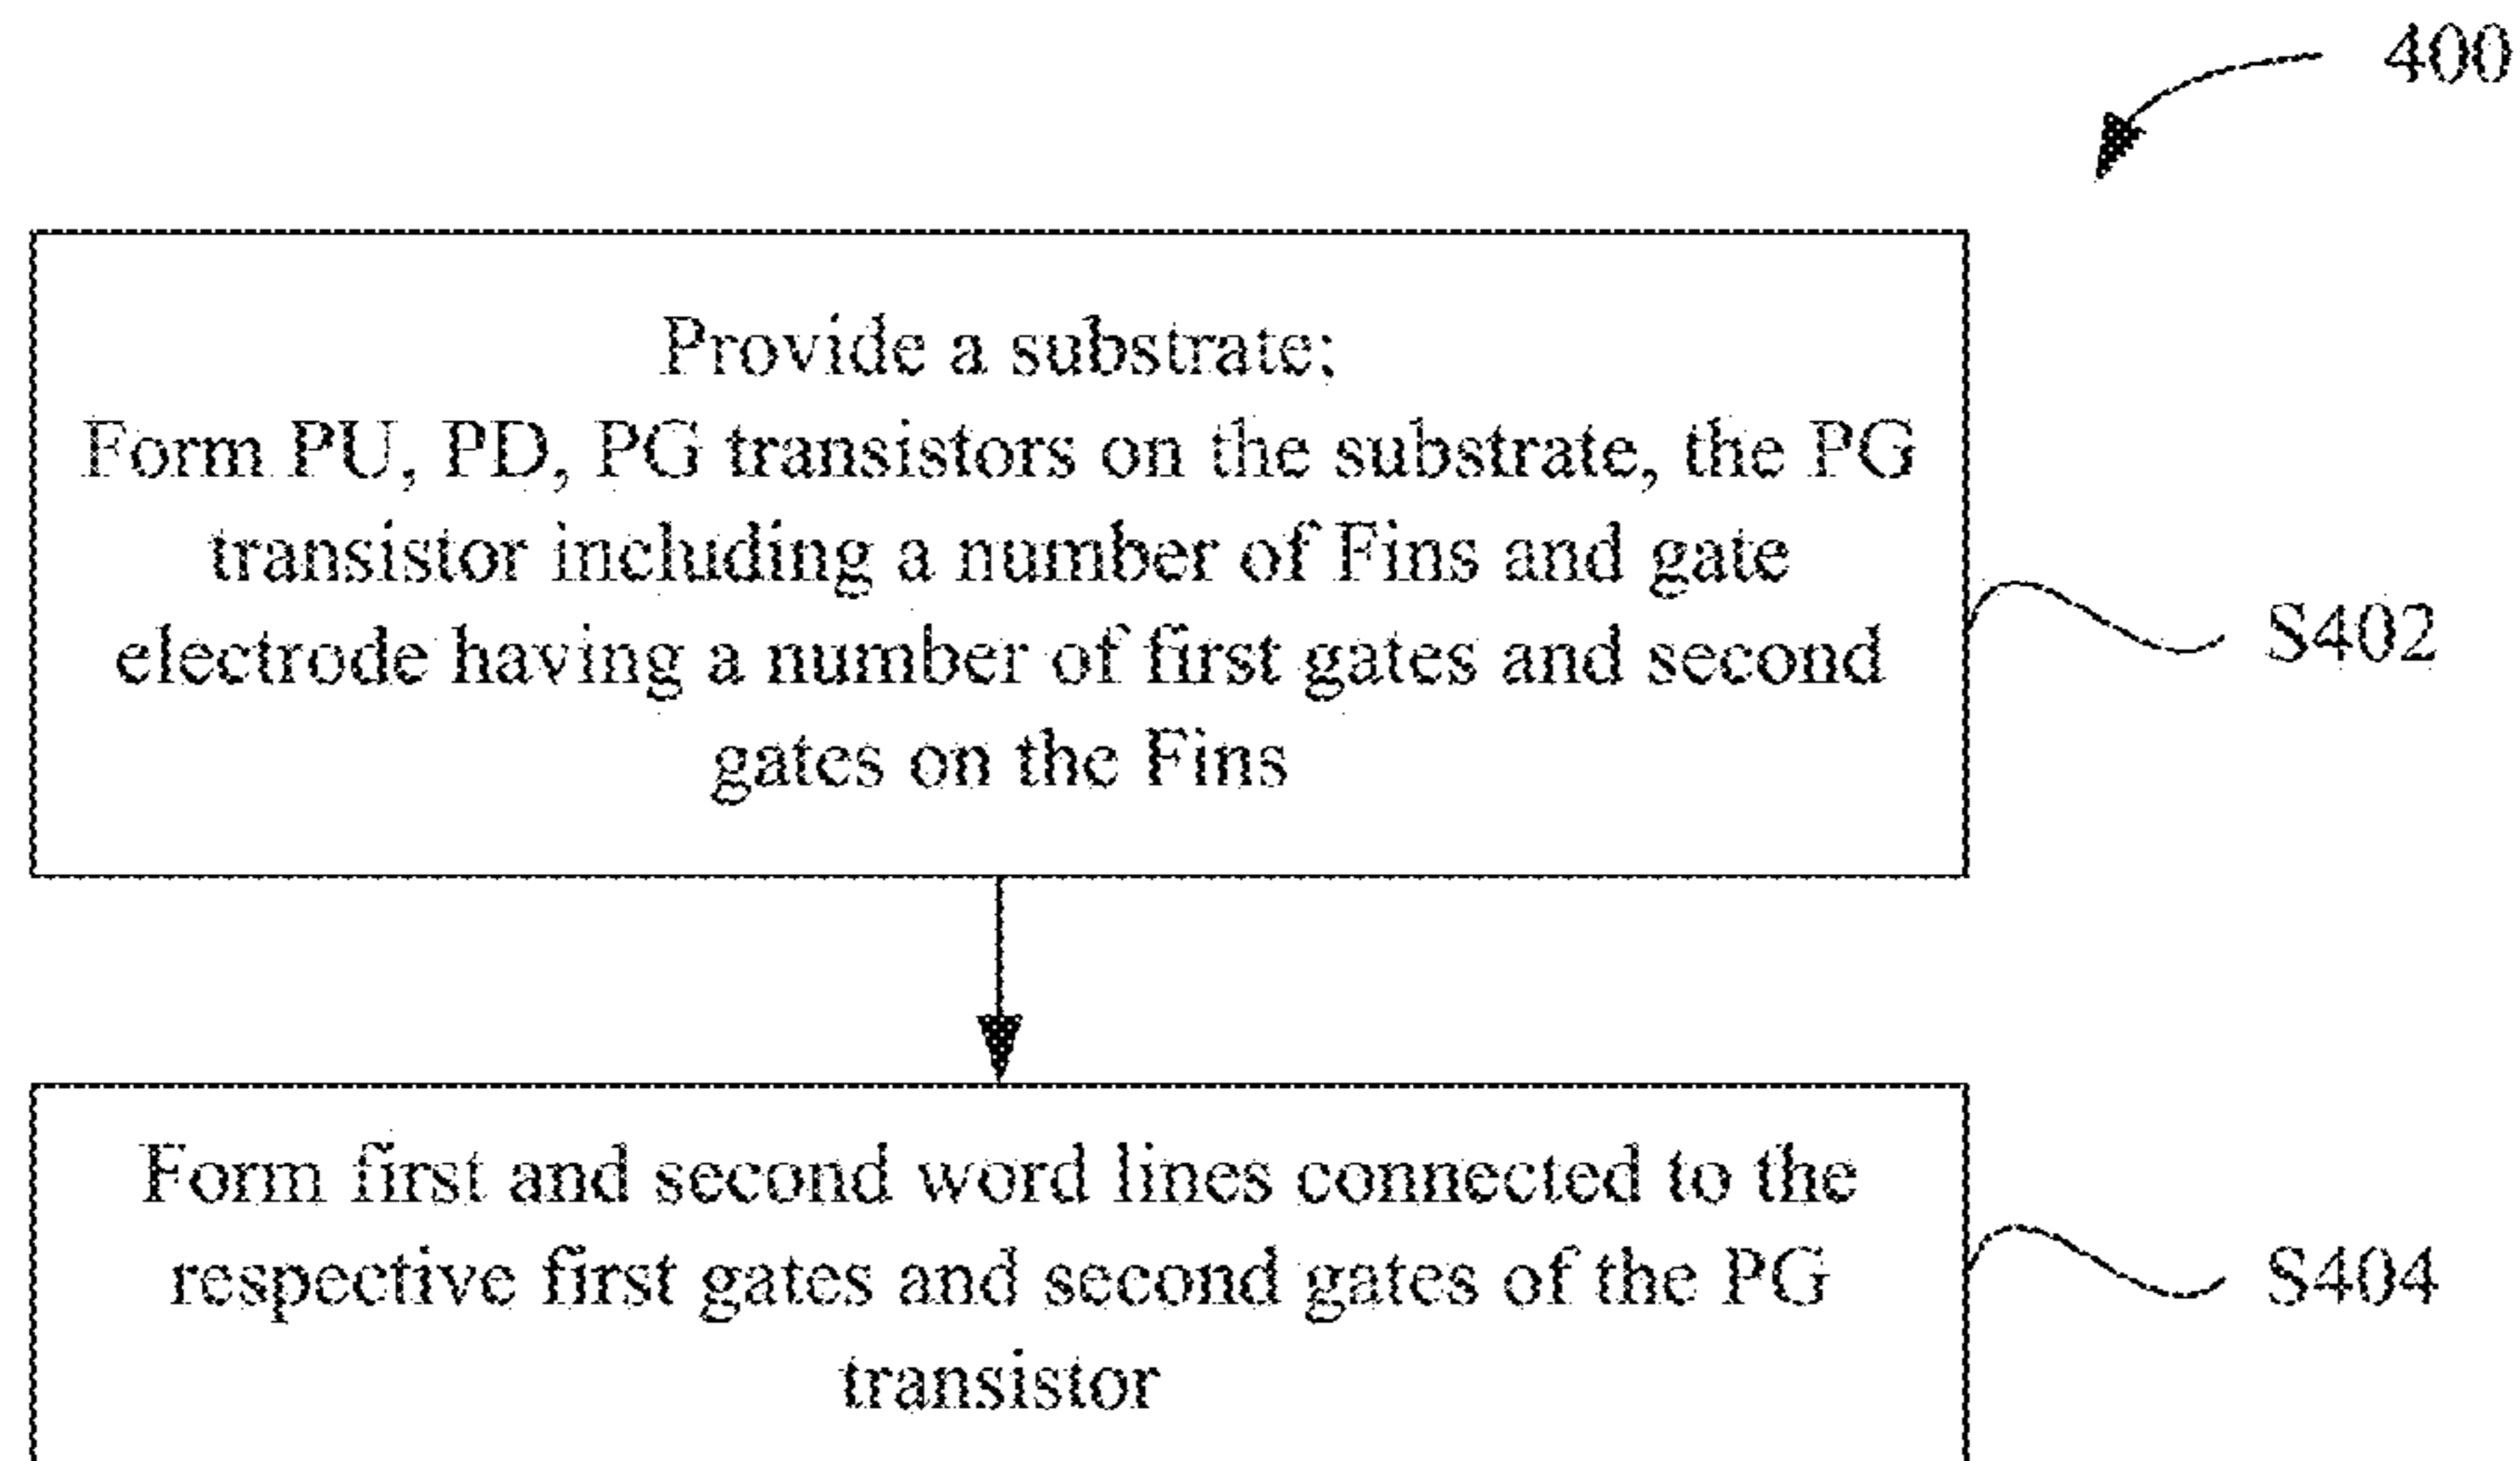 400
Provide a substrate;
Form PU, PD, PG transistors on the substrate, the PG
transistor including a number of Fins and gate
electrode having a number of first gates and second
gates on the Fins
S402
Form first and second word lines connected to the
respective first gates and second gates of the PG
transistor
S404